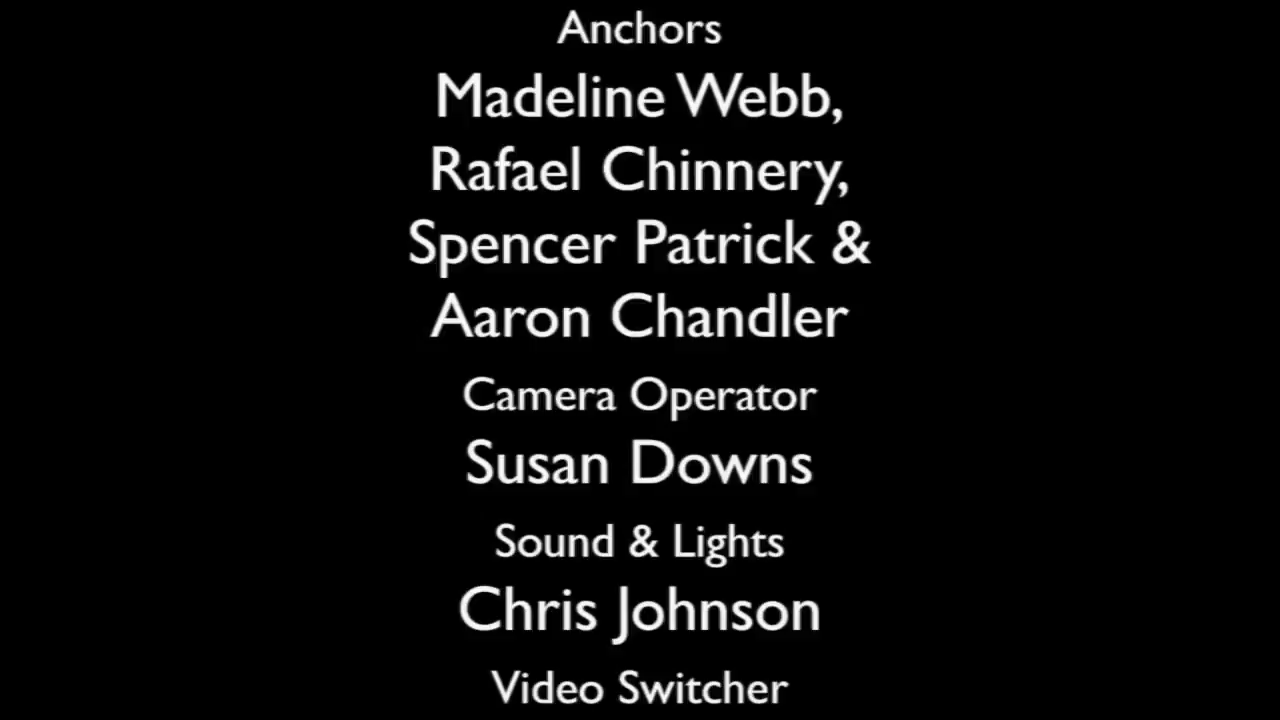 Anchors
Madeline Webb,
Rafael Chinnery,
Spencer Patrick &
Aaron Chandler
Camera Operator
Susan Downs
Sound & Lights
Chris Johnson
Video Switcher